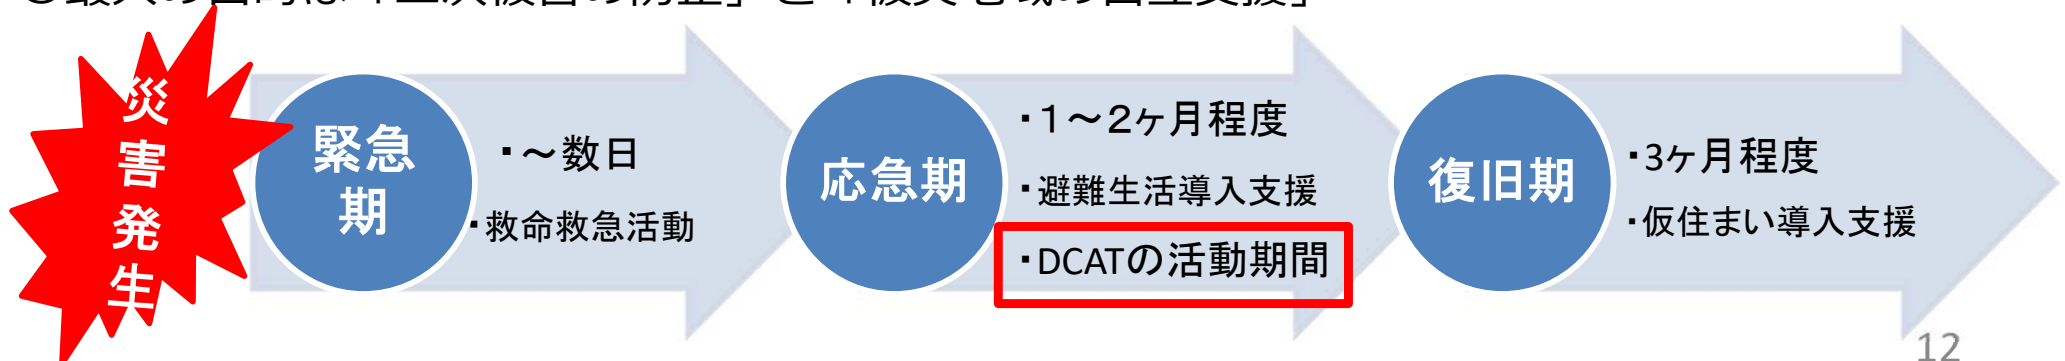 災害発生
緊急期
・～数日
・救命救急活動
応急期
・1～2ヶ月程度
・避難生活導入支援
・DCATの活動期間
復旧期
・3ヶ月程度
・仮住まい導入支援
12